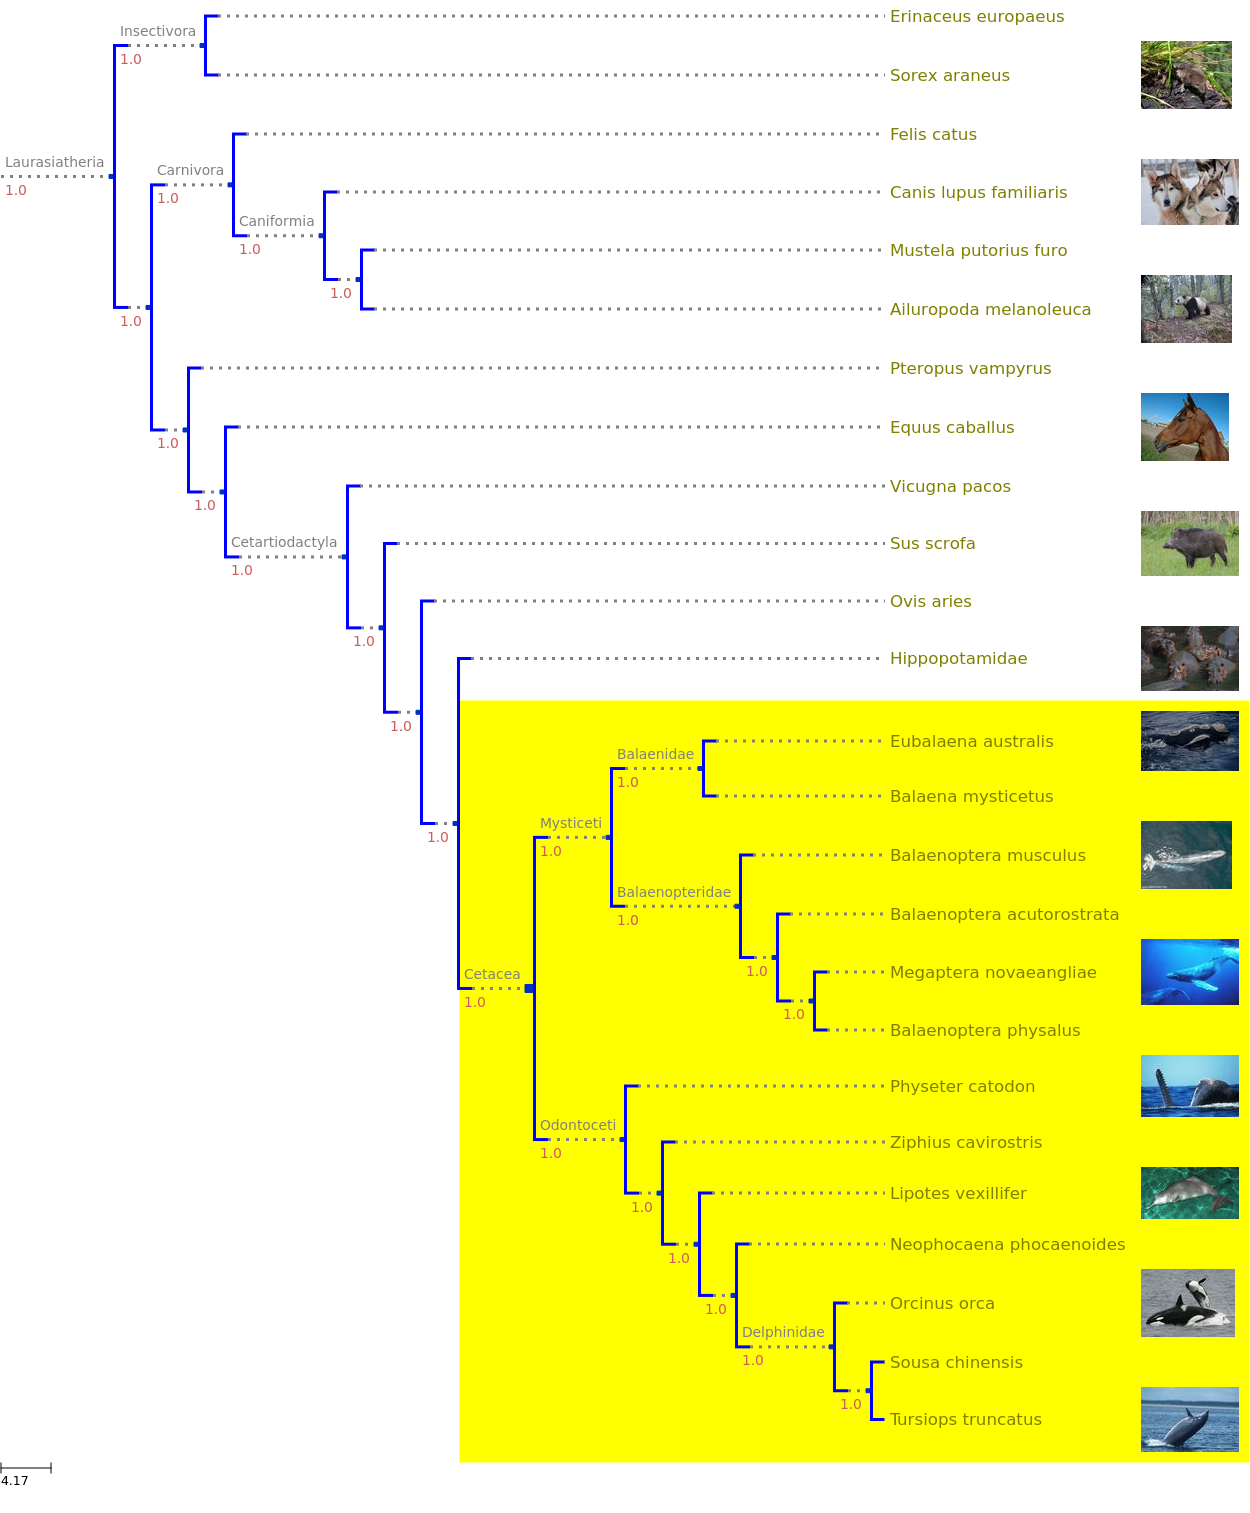 Erinaceus europaeus
Insectivora
1.0
Sorex araneus
Felis catus
Laurasiatheria
1.0
Carnivora
1.0
Canis lupus familiaris
Caniformia
1.0
Mustela putorius furo
1.0
Ailuropoda melanoleuca
1.0
Pteropus vampyrus
Equus caballus
1.0
Vicugna pacos
1.0
Sus scrofa
Cetartiodactyla
1.0
Ovis aries
1.0
Hippopotamidae
1.0
Eubalaena australis
Balaenidae
1.0
Balaena mysticetus
Mysticeti
1.0
1.0
Balaenoptera musculus
Balaenopteridae
1.0
Balaenoptera acutorostrata
1.0
Megaptera novaeangliae
Cetacea
1.0
1.0
Balaenoptera physalus
Physeter catodon
Odontoceti
1.0
Ziphius cavirostris
Lipotes vexillifer
1.0
Neophocaena phocaenoides
1.0
Orcinus orca
1.0
Delphinidae
1.0
Sousa chinensis
1.0
Tursiops truncatus
4.17